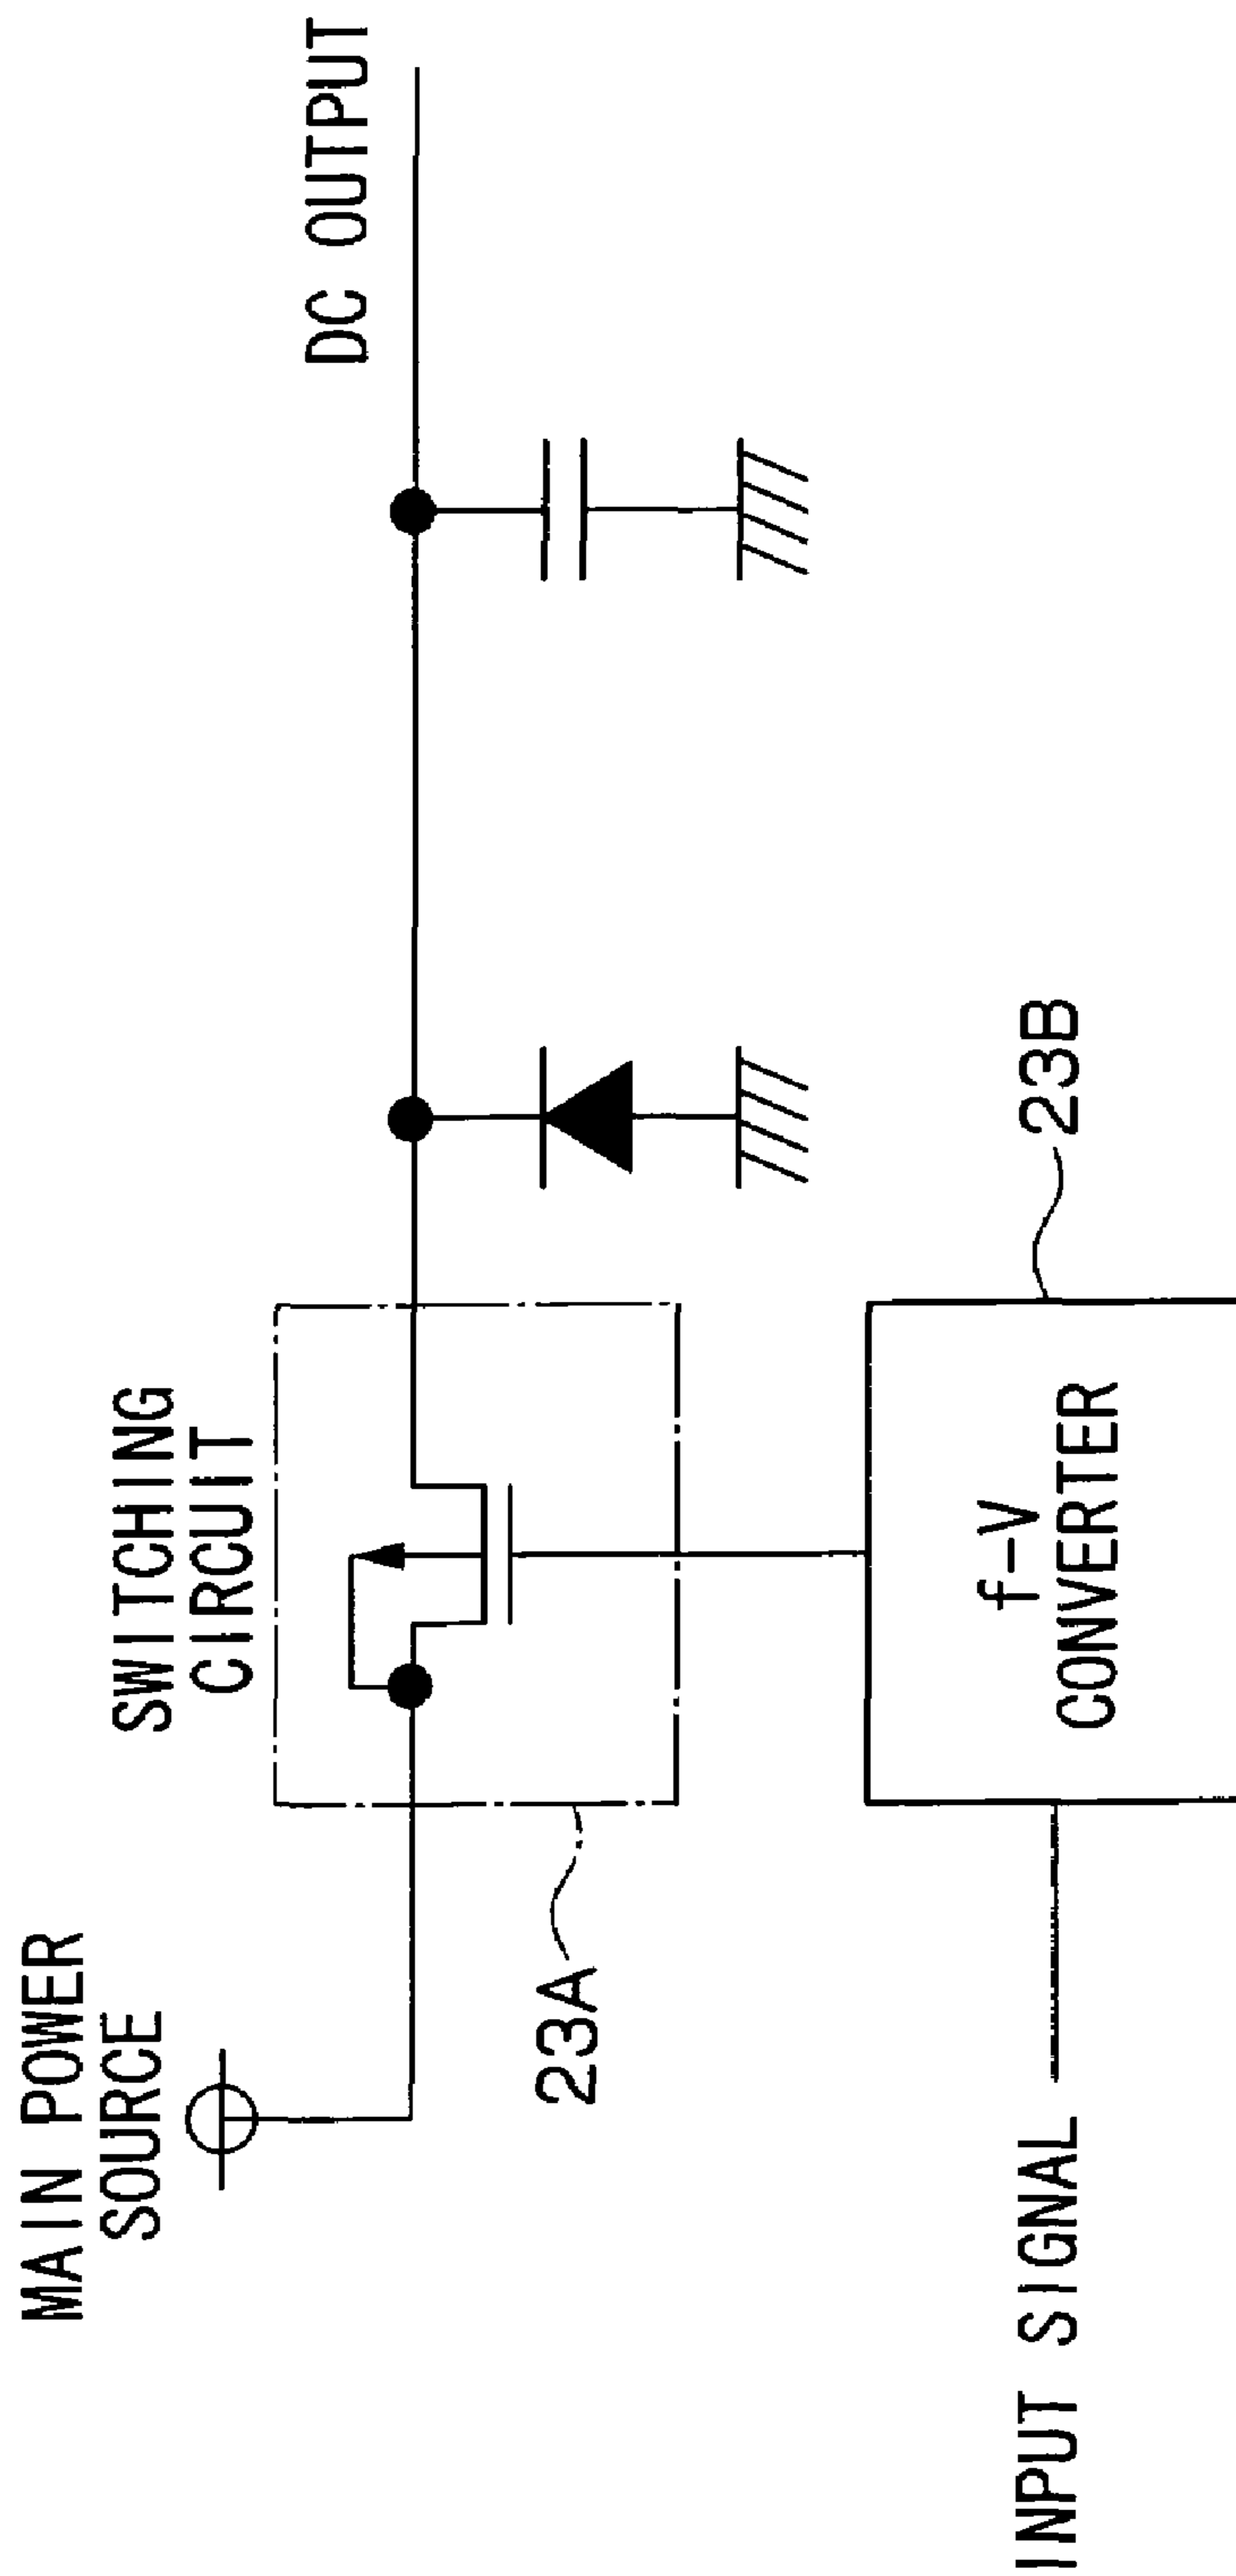 MAIN POWER
SOURCE
SWITCHING
CIRCUIT
DC OUTPUT
23A
23B
f-V
CONVERTER
INPUT SIGNAL